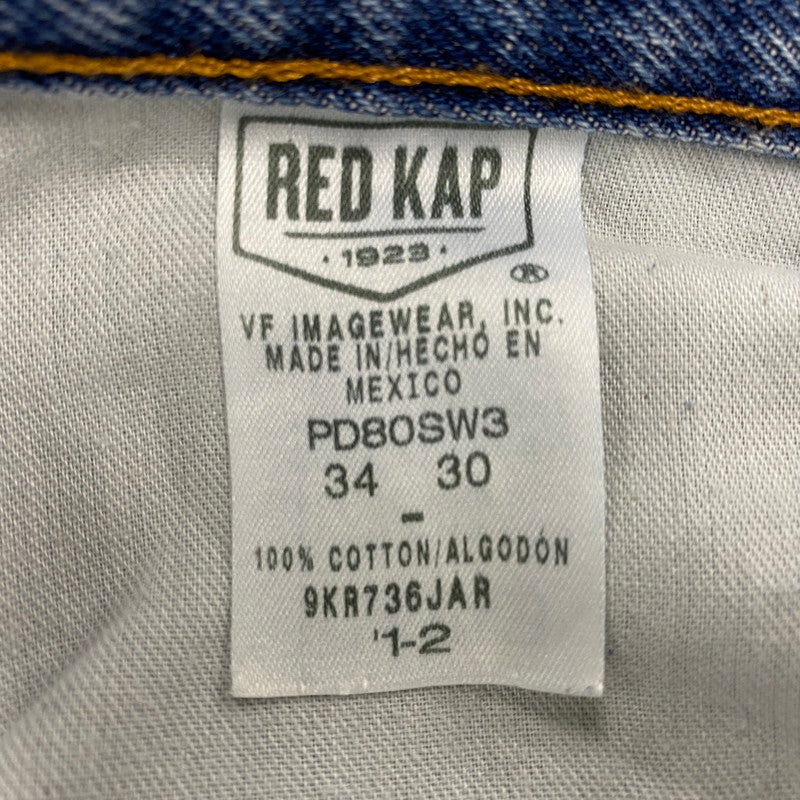 RED KAP
· 1923 ·
®
VF IMAGEWEAR, INC.
MADE IN/HECHO EN
MEXICO
PD80SW3
34 30
-
100% COTTON/ALGODÓN
9KR736JAR
'1-2